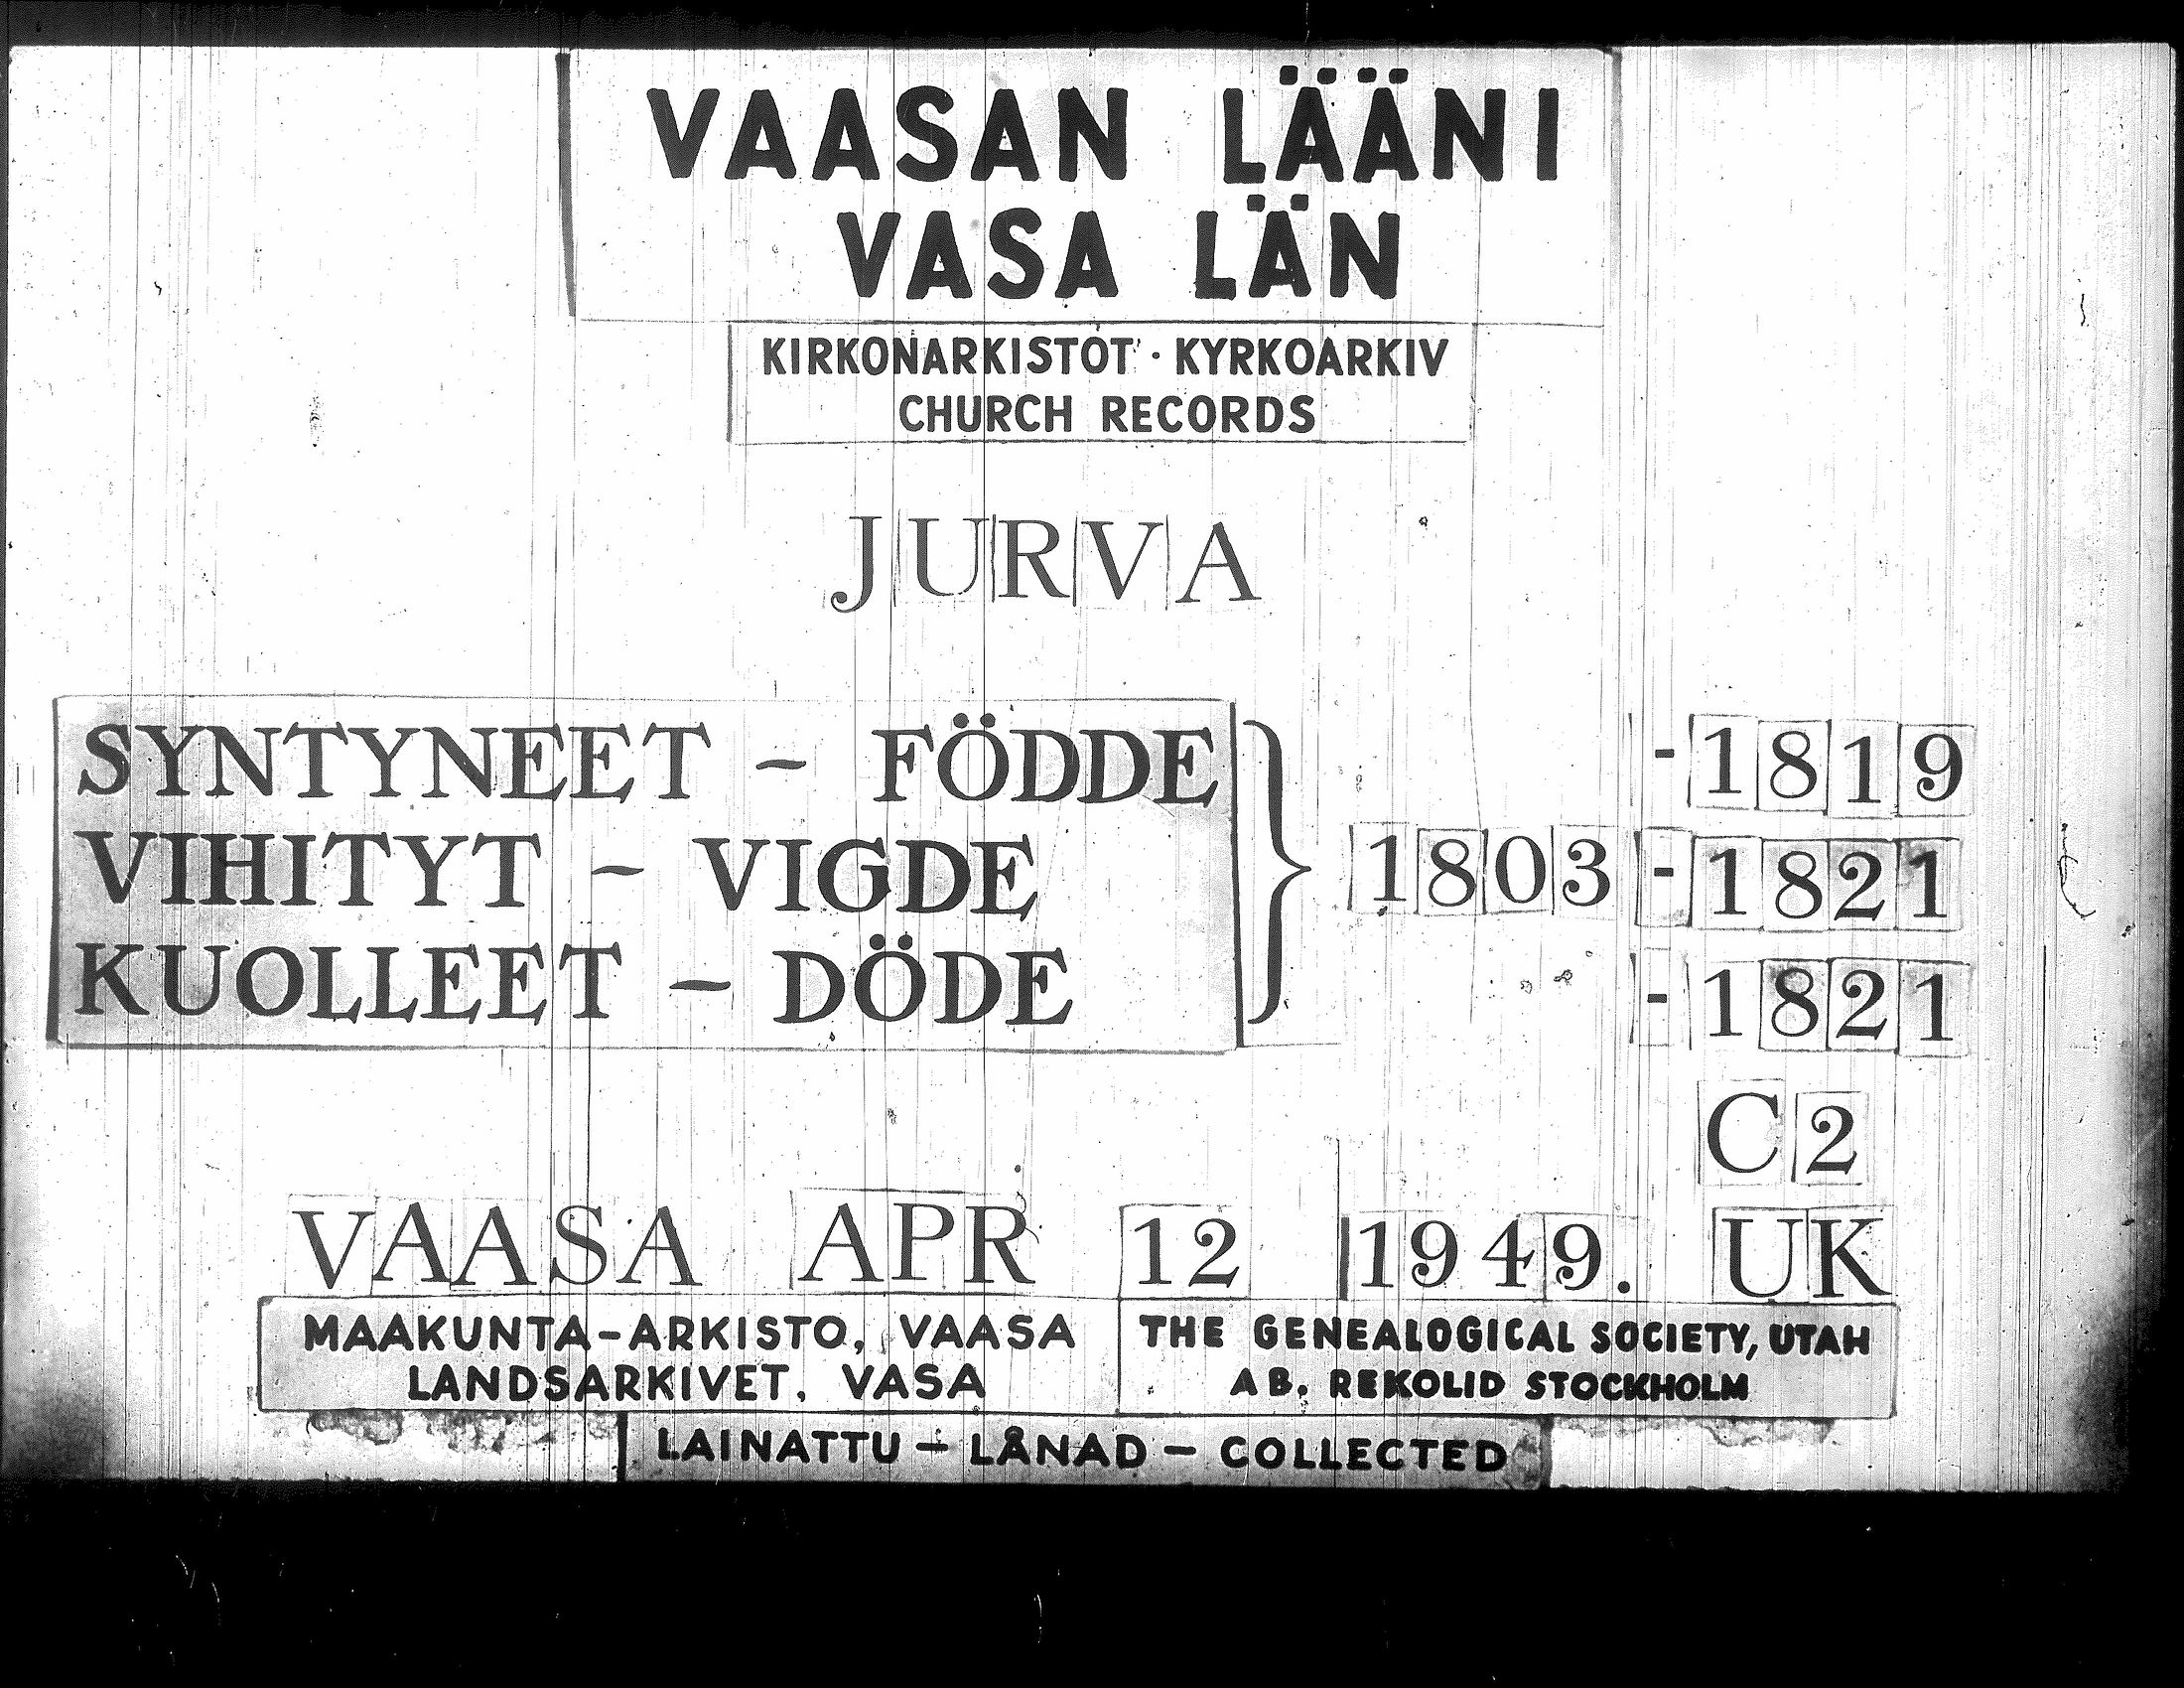 VAASAN LÄÄNI
VASA LÄN
KIRKONARKISTOT · KYRKOARKIV
CHURCH RECORDS
JURVA
SYNTYNEET - FÖDDE } 1803 - 1819
VIHITYT - VIGDE - 1821
KUOLLEET - DÖDE - 1821
C2
VAASA APR 12 1949. UK
MAAKUNTA-ARKISTO, VAASA
LANDSARKIVET, VASA
THE GENEALOGICAL SOCIETY, UTAH
AB. REKOLID STOCKHOLM
LAINATTU - LÅNAD - COLLECTED